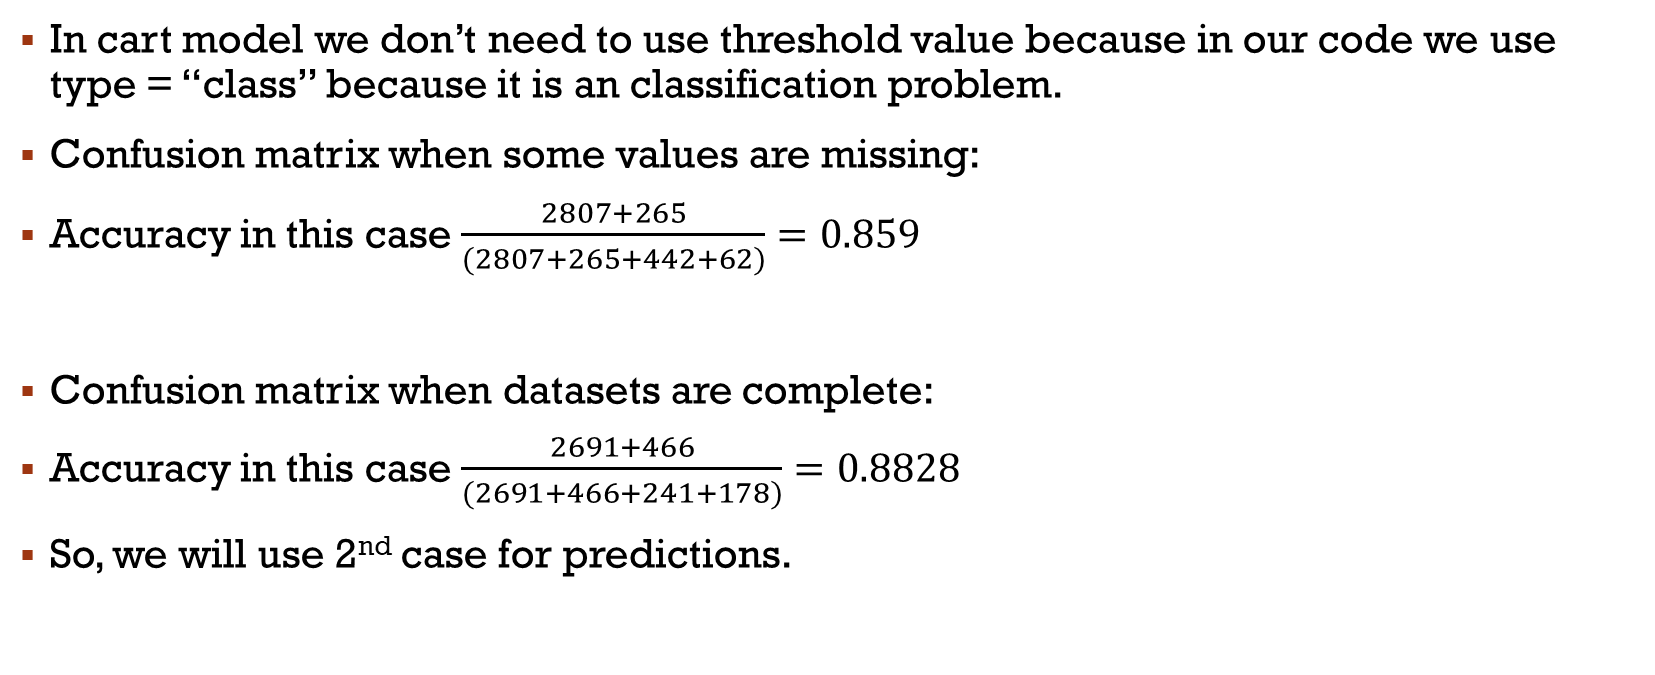 ▪ In cart model we don’t need to use threshold value because in our code we use
type = “class” because it is an classification problem.
▪ Confusion matrix when some values are missing:
▪ Accuracy in this case 2807+265 / (2807+265+442+62) = 0.859
▪ Confusion matrix when datasets are complete:
▪ Accuracy in this case 2691+466 / (2691+466+241+178) = 0.8828
▪ So, we will use 2nd case for predictions.